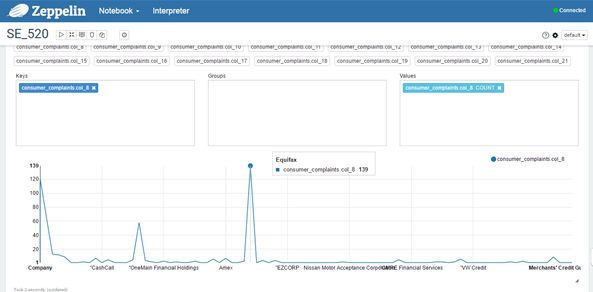 Zeppelin Notebook Interpreter Connected
SE_520 default
consumer_complaints.col_8 consumer_complaints.col_9 consumer_complaints.col_10 consumer_complaints.col_11 consumer_complaints.col_12 consumer_complaints.col_13 consumer_complaints.col_14
consumer_complaints.col_15 consumer_complaints.col_16 consumer_complaints.col_17 consumer_complaints.col_18 consumer_complaints.col_19 consumer_complaints.col_20 consumer_complaints.col_21
Keys Groups Values
consumer_complaints.col_8 consumer_complaints.col_8 COUNT
consumer_complaints.col_8
Equifax
consumer_complaints.col_8 139
139
120
100
80
60
40
20
1
Company "CashCall "OneMain Financial Holdings Amex "EZCORP Nissan Motor Acceptance Financial Services "VW Credit Merchants' Credit Gu
Took 2 seconds. (outdated)